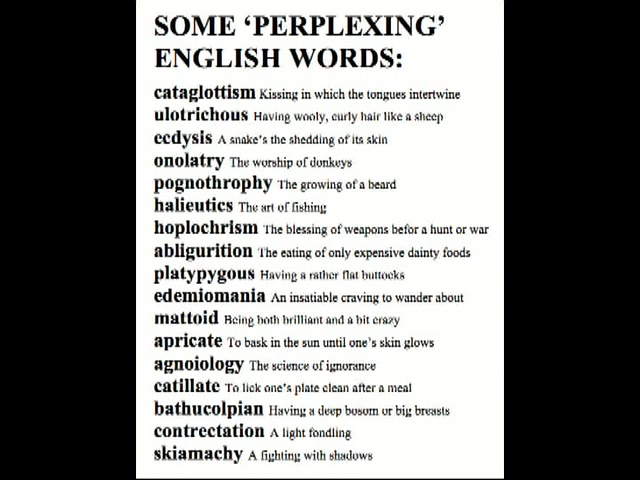 SOME ‘PERPLEXING’
ENGLISH WORDS:
cataglottism Kissing in which the tongues intertwine
ulotrichous Having wooly, curly hair like a sheep
ecdysis A snake's the shedding of its skin
onolatry The worship of donkeys
pognothrophy The growing of a beard
halieutics The art of fishing
hoplochrism The blessing of weapons befor a hunt or war
abligurition The eating of only expensive dainty foods
platypygous Having a rather flat buttocks
edemiomania An insatiable craving to wander about
mattoid Being both brilliant and a bit crazy
apricate To bask in the sun until one's skin glows
agnoiology The science of ignorance
catillate To lick one's plate clean after a meal
bathucolpian Having a deep bosom or big breasts
contrectation A light fondling
skiamachy A fighting with shadows